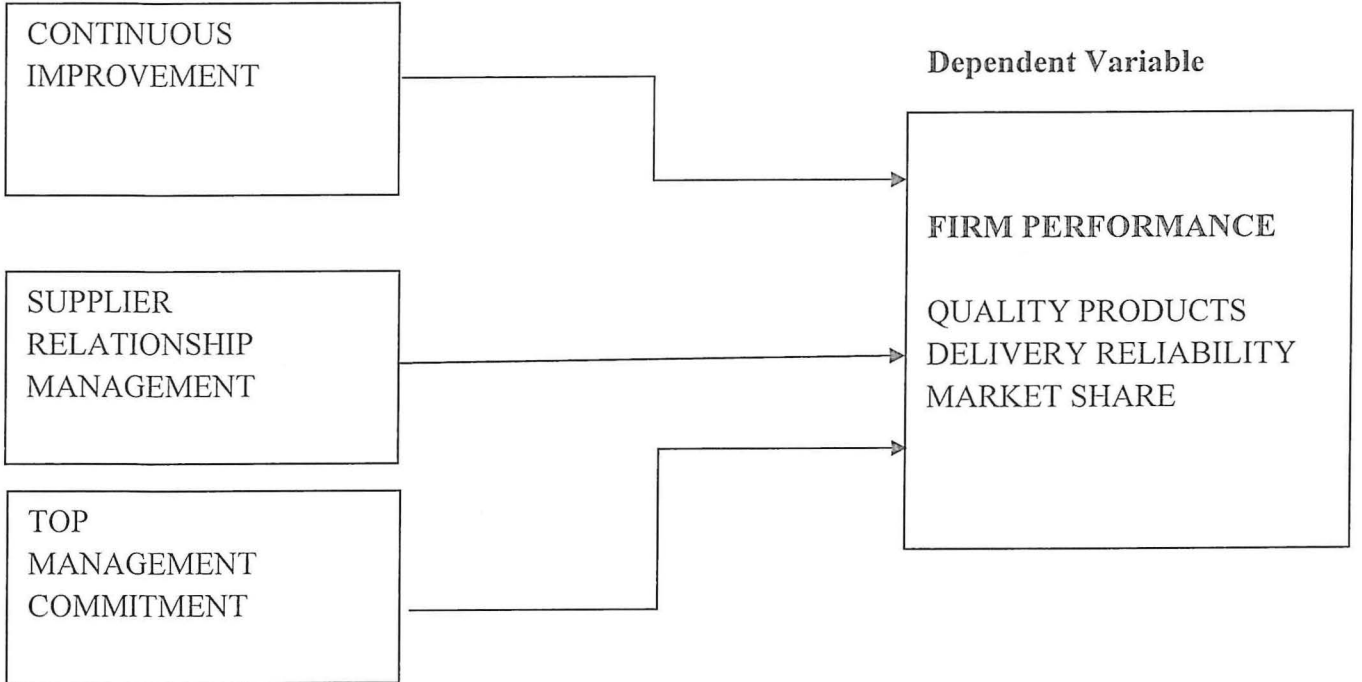 CONTINUOUS
IMPROVEMENT
Dependent Variable
FIRM PERFORMANCE
QUALITY PRODUCTS
DELIVERY RELIABILITY
MARKET SHARE
SUPPLIER
RELATIONSHIP
MANAGEMENT
TOP
MANAGEMENT
COMMITMENT